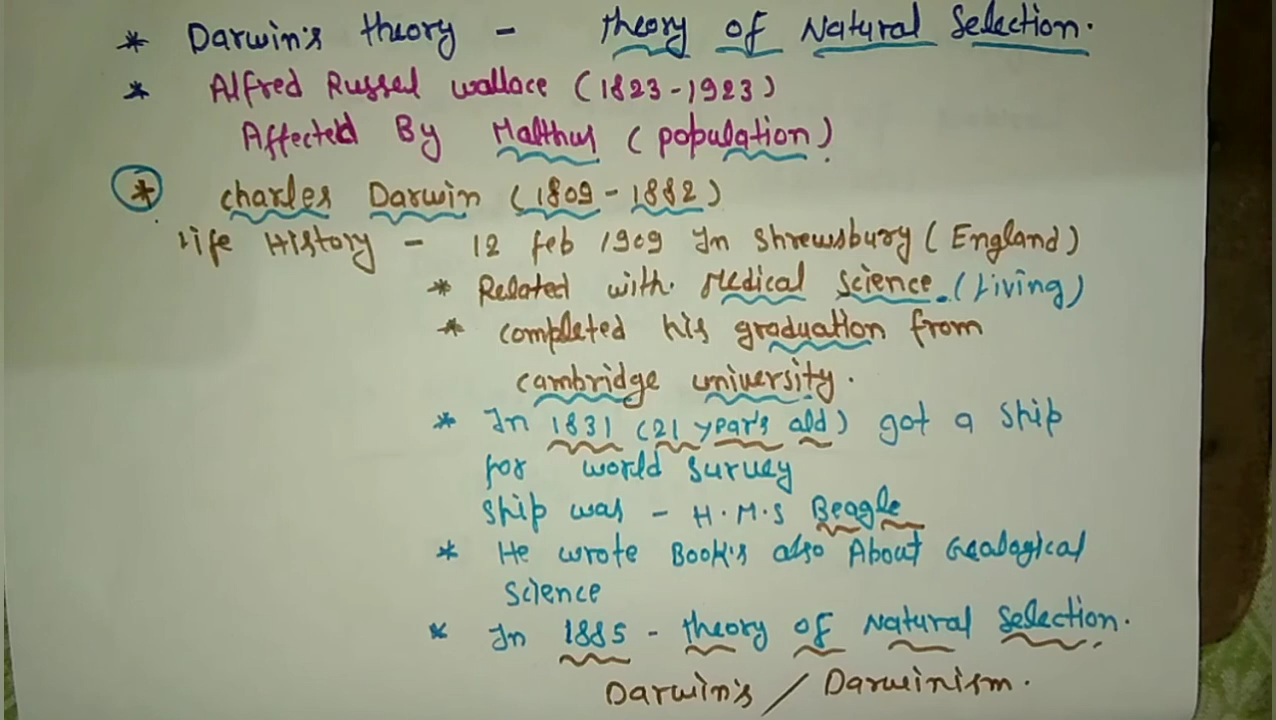 * Darwin's theory - theory of Natural Selection.
* Alfred Russel wallace (1823-1923)
Affected By Malthus (population)
* charles Darwin (1809-1882)
Life History - 12 feb 1909 In Shrewsbury (England)
* Related with. Medical Science. (Living)
* completed his graduation from
cambridge university.
* In 1831 (21 year's old) got a ship
for world Survey
ship was - H.M.S Beagle
* He wrote Book's also About Gealogical
Science
* In 1885 - theory of Natural Selection.
Darwin's / Darweinism.